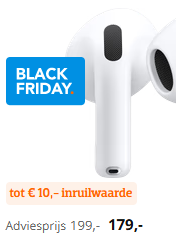 BLACK
FRIDAY.
tot € 10,- inruilwaarde
Adviesprijs 199,- 179,-